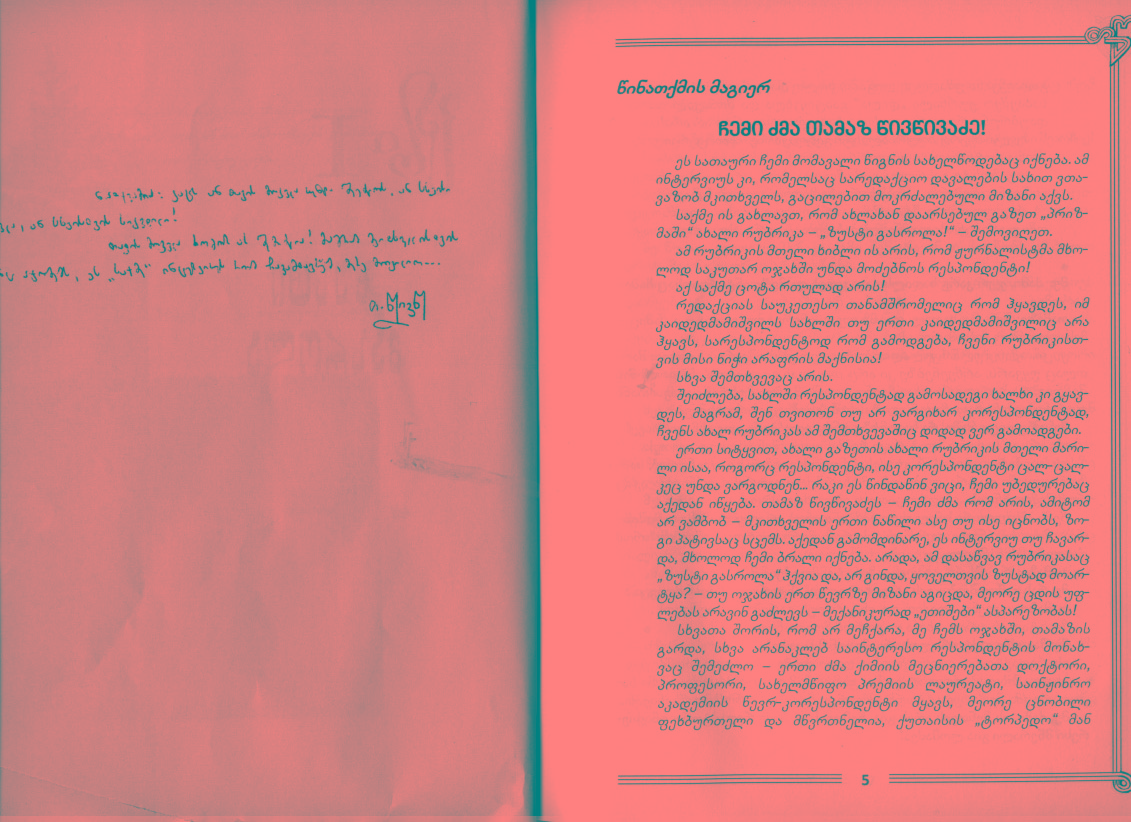 თ. წივწ
წინათქმის მაგიერ
ჩემი ძმა თამაზ წივწივაძე!
ეს სათაური ჩემი მომავალი წიგნის სახელწოდებაც იქნება. ამ
ინტერვიუს კი, რომელსაც სარედაქციო დავალების სახით ვთა-
ვაზობ მკითხველს, გაცილებით მოკრძალებული მიზანი აქვს.
საქმე ის გახლავთ, რომ ახლახან დაარსებულ გაზეთ „პრიზ-
მაში“ ახალი რუბრიკა – „ზუსტი გასროლა!“ – შემოვიღეთ.
ამ რუბრიკის მთელი ხიბლი ის არის, რომ ჟურნალისტმა მხო-
ლოდ საკუთარ ოჯახში უნდა მოძებნოს რესპონდენტი!
აქ საქმე ცოტა რთულად არის!
რედაქციას საუკეთესო თანამშრომელიც რომ ჰყავდეს, იმ
კაიდედმამიშვილს სახლში თუ ერთი კაიდედმამიშვილიც არა
ჰყავს, სარესპონდენტოდ რომ გამოდგება, ჩვენი რუბრიკისთ-
ვის მისი ნიჭი არაფრის მაქნისია!
სხვა შემთხვევაც არის.
შეიძლება, სახლში რესპონდენტად გამოსადეგი ხალხი კი გყავ-
დეს, მაგრამ, შენ თვითონ თუ არ ვარგიხარ კორესპონდენტად,
ჩვენს ახალ რუბრიკას ამ შემთხვევაშიც დიდად ვერ გამოადგები.
ერთი სიტყვით, ახალი გაზეთის ახალი რუბრიკის მთელი მარი-
ლი ისაა, როგორც რესპონდენტი, ისე კორესპონდენტი ცალ-ცალ-
კეც უნდა ვარგოდნენ... რაკი ეს წინდაწინ ვიცი, ჩემი უბედურებაც
აქედან იწყება. თამაზ წივწივაძეს – ჩემი ძმა რომ არის, ამიტომ
არ ვამბობ – მკითხველის ერთი ნაწილი ასე თუ ისე იცნობს, ზო-
გი პატივსაც სცემს. აქედან გამომდინარე, ეს ინტერვიუ თუ ჩავარ-
და, მხოლოდ ჩემი ბრალი იქნება. არადა, ამ დასაწვავ რუბრიკასაც
„ზუსტი გასროლა“ ჰქვია და, არ გინდა, ყოველთვის ზუსტად მოარ-
ტყა? – თუ ოჯახის ერთ წევრზე მიზანი აგიცდა, მეორე ცდის უფ-
ლებას არავინ გაძლევს – მექანიკურად „ეთიშები“ ასპარეზობას!
სხვათა შორის, რომ არ მეჩქარა, მე ჩემს ოჯახში, თამაზის
გარდა, სხვა არანაკლებ საინტერესო რესპონდენტის მონახ-
ვაც შემეძლო – ერთი ძმა ქიმიის მეცნიერებათა დოქტორი,
პროფესორი, სახელმწიფო პრემიის ლაურეატი, საინჟინრო
აკადემიის წევრ-კორესპონდენტი მყავს, მეორე ცნობილი
ფეხბურთელი და მწვრთნელია, ქუთაისის „ტორპედო“ მან
5